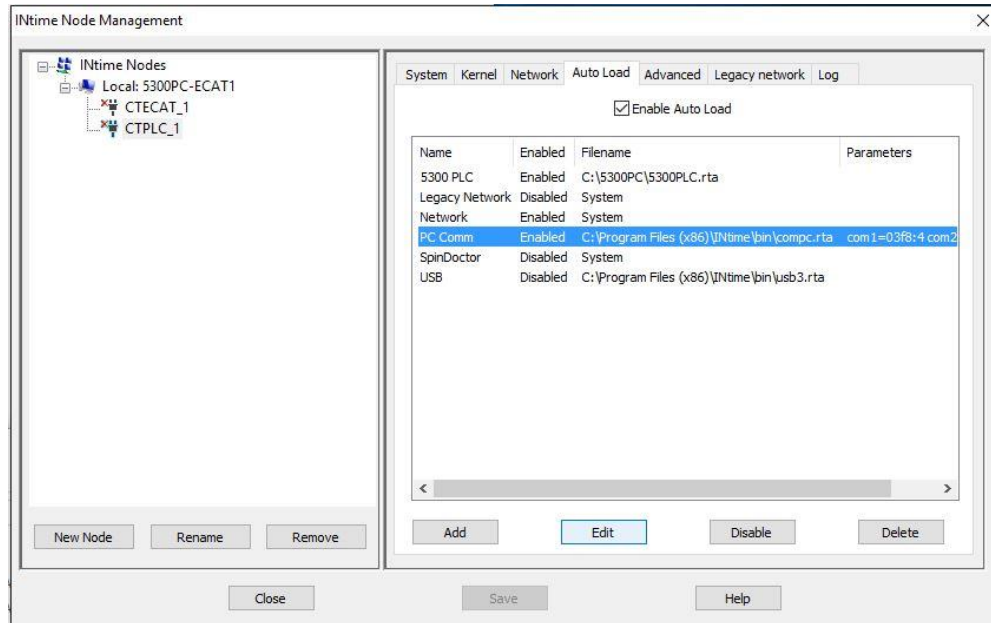 INtime Node Management
INtime Nodes
Local: 5300PC-ECAT1
CTECAT_1
CTPLC_1
New Node Rename Remove
System Kernel Network Auto Load Advanced Legacy network Log
Enable Auto Load
Name Enabled Filename Parameters
5300 PLC Enabled C:\5300PC\5300PLC.rta
Legacy Network Disabled System
Network Enabled System
PC Comm Enabled C:\Program Files (x86)\INtime\bin\compc.rta com1=03f8:4 com2
SpinDoctor Disabled System
USB Disabled C:\Program Files (x86)\INtime\bin\usb3.rta
Add Edit Disable Delete
Close Save Help